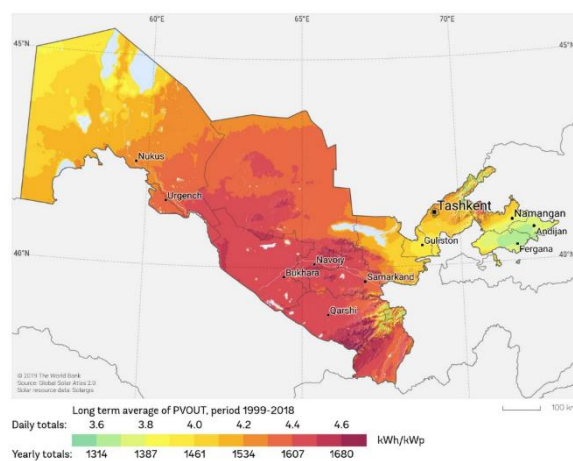 60°E
65°E
70°E
45°N
45°N
Nukus
Urgench
Tashkent
Namangan
Andijan
Guliston
Fergana
40°N
40°N
Navoiy
Bukhara
Samarkand
Qarshi
© 2019 The World Bank
Source: Global Solar Atlas 2.0
Solar resource data: Solargis
Long term average of PVOUT, period 1999-2018
100 km
Daily totals: 3.6 3.8 4.0 4.2 4.4 4.6
kWh/kWp
Yearly totals: 1314 1387 1461 1534 1607 1680